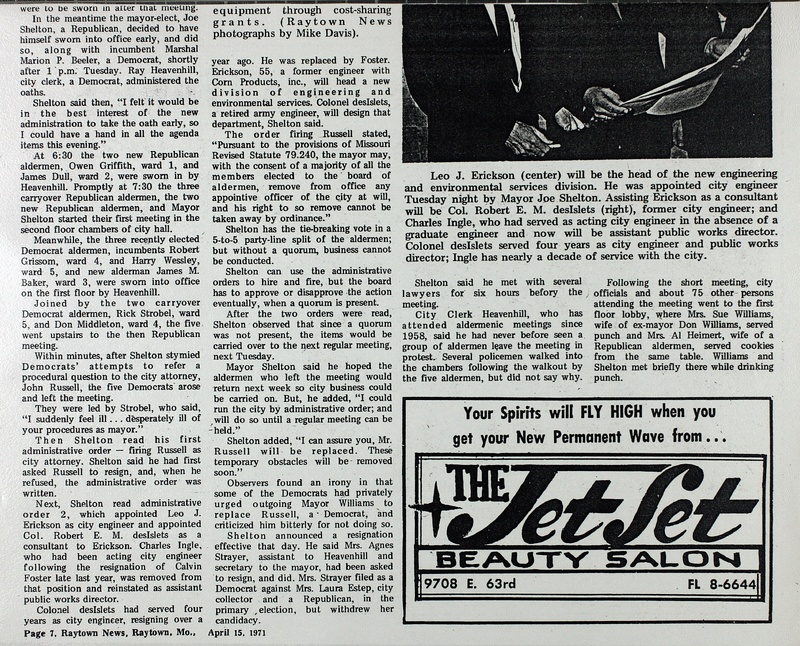 were to be sworn in after that meeting.
In the meantime the mayor-elect, Joe
Shelton, a Republican, decided to have
himself sworn into office early, and did
so, along with incumbent Marshal
Marion P. Beeler, a Democrat, shortly
after 1 p.m. Tuesday. Ray Heavenhill,
city clerk, a Democrat, administered the
oaths.
Shelton said then, “I felt it would be
in the best interest of the new
administration to take the oath early, so
I could have a hand in all the agenda
items this evening.”
At 6:30 the two new Republican
aldermen, Owen Griffith, ward 1, and
James Dull, ward 2, were sworn in by
Heavenhill. Promptly at 7:30 the three
carryover Republican aldermen, the two
new Republican aldermen, and Mayor
Shelton started their first meeting in the
second floor chambers of city hall.
Meanwhile, the three recently elected
Democrat aldermen, incumbents Robert
Grissom, ward 4, and Harry Wessley,
ward 5, and new alderman James M.
Baker, ward 3, were sworn into office
on the first floor by Heavenhill.
Joined by the two carryover
Democrat aldermen, Rick Strobel, ward
5, and Don Middleton, ward 4, the five
went upstairs to the then Republican
meeting.
Within minutes, after Shelton stymied
Democrats’ attempts to refer a
procedural question to the city attorney,
John Russell, the five Democrats arose
and left the meeting.
They were led by Strobel, who said,
“I suddenly feel ill . . . desperately ill of
your procedures as mayor.”
Then Shelton read his first
administrative order — firing Russell as
city attorney. Shelton said he had first
asked Russell to resign, and, when he
refused, the administrative order was
written.
Next, Shelton read administrative
order 2, which appointed Leo J.
Erickson as city engineer and appointed
Col. Robert E. M. desIslets as a
consultant to Erickson. Charles Ingle,
who had been acting city engineer
following the resignation of Calvin
Foster late last year, was removed from
that position and reinstated as assistant
public works director.
Colonel desIslets had served four
years as city engineer, resigning over a
equipment through cost-sharing
grants. (Raytown News
photographs by Mike Davis).
year ago. He was replaced by Foster.
Erickson, 55, a former engineer with
Corn Products, inc., will head a new
division of engineering and
environmental services. Colonel desIslets,
a retired army engineer, will design that
department, Shelton said.
The order firing Russell stated,
“Pursuant to the provisions of Missouri
Revised Statute 79.240, the mayor may,
with the consent of a majority of all the
members elected to the board of
aldermen, remove from office any
appointive officer of the city at will,
and his right to so remove cannot be
taken away by ordinance.”
Shelton has the tie-breaking vote in a
5-to-5 party-line split of the aldermen;
but without a quorum, business cannot
be conducted.
Shelton can use the administrative
orders to hire and fire, but the board
has to approve or disapprove the action
eventually, when a quorum is present.
After the two orders were read,
Shelton observed that since a quorum
was not present, the items would be
carried over to the next regular meeting,
next Tuesday.
Mayor Shelton said he hoped the
aldermen who left the meeting would
return next week so city business could
be carried on. But, he added, “I could
run the city by administrative order; and
will do so until a regular meeting can be
held.”
Shelton added, “I can assure you, Mr.
Russell will be replaced. These
temporary obstacles will be removed
soon.”
Observers found an irony in that
some of the Democrats had privately
urged outgoing Mayor Williams to
replace Russell, a Democrat, and
criticized him bitterly for not doing so.
Shelton announced a resignation
effective that day. He said Mrs. Agnes
Strayer, assistant to Heavenhill and
secretary to the mayor, had been asked
to resign, and did. Mrs. Strayer filed as a
Democrat against Mrs. Laura Estep, city
collector and a Republican, in the
primary election, but withdrew her
candidacy.
Leo J. Erickson (center) will be the head of the new engineering
and environmental services division. He was appointed city engineer
Tuesday night by Mayor Joe Shelton. Assisting Erickson as a consultant
will be Col. Robert E. M. desIslets (right), former city engineer; and
Charles Ingle, who had served as acting city engineer in the absence of a
graduate engineer and now will be assistant public works director.
Colonel desIslets served four years as city engineer and public works
director; Ingle has nearly a decade of service with the city.
Shelton said he met with several
lawyers for six hours before the
meeting.
City Clerk Heavenhill, who has
attended aldermenic meetings since
1958, said he had never before seen a
group of aldermen leave the meeting in
protest. Several policemen walked into
the chambers following the walkout by
the five aldermen, but did not say why.
Following the short meeting, city
officials and about 75 other persons
attending the meeting went to the first
floor lobby, where Mrs. Sue Williams,
wife of ex-mayor Don Williams, served
punch and Mrs. Al Heimert, wife of a
Republican aldermen, served cookies
from the same table. Williams and
Shelton met briefly there while drinking
punch.
Your Spirits will FLY HIGH when you
get your New Permanent Wave from . . .
THE Jet Set
BEAUTY SALON
9708 E. 63rd FL 8-6644
Page 7, Raytown News, Raytown, Mo., April 15, 1971